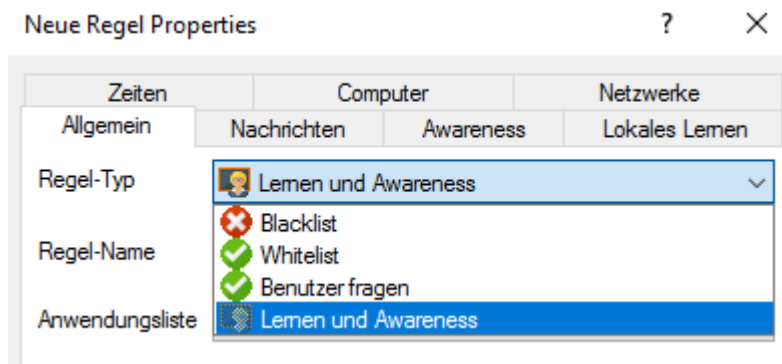 Neue Regel Properties
?
Zeiten
Computer
Netzwerke
Allgemein
Nachrichten
Awareness
Lokales Lernen
Regel-Typ
Lernen und Awareness
Blacklist
Regel-Name
Whitelist
Benutzer fragen
Anwendungsliste
Lernen und Awareness